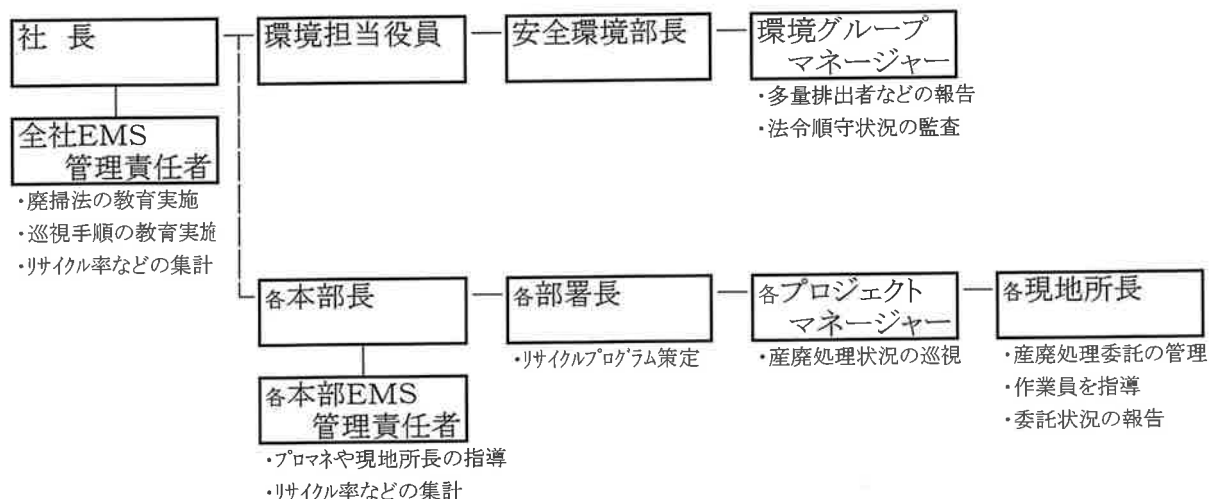 社 長
環境担当役員
安全環境部長
環境グループ
マネージャー
・多量排出者などの報告
・法令順守状況の監査
全社EMS
管理責任者
・廃掃法の教育実施
・巡視手順の教育実施
・ﾘｻｲｸﾙ率などの集計
各本部長
各部署長
・ﾘｻｲｸﾙﾌﾟﾛｸﾞﾗﾑ策定
各プロジェクト
マネージャー
・産廃処理状況の巡視
各現地所長
・産廃処理委託の管理
・作業員を指導
・委託状況の報告
各本部EMS
管理責任者
・ﾌﾟﾛﾏﾈや現地所長の指導
・ﾘｻｲｸﾙ率などの集計